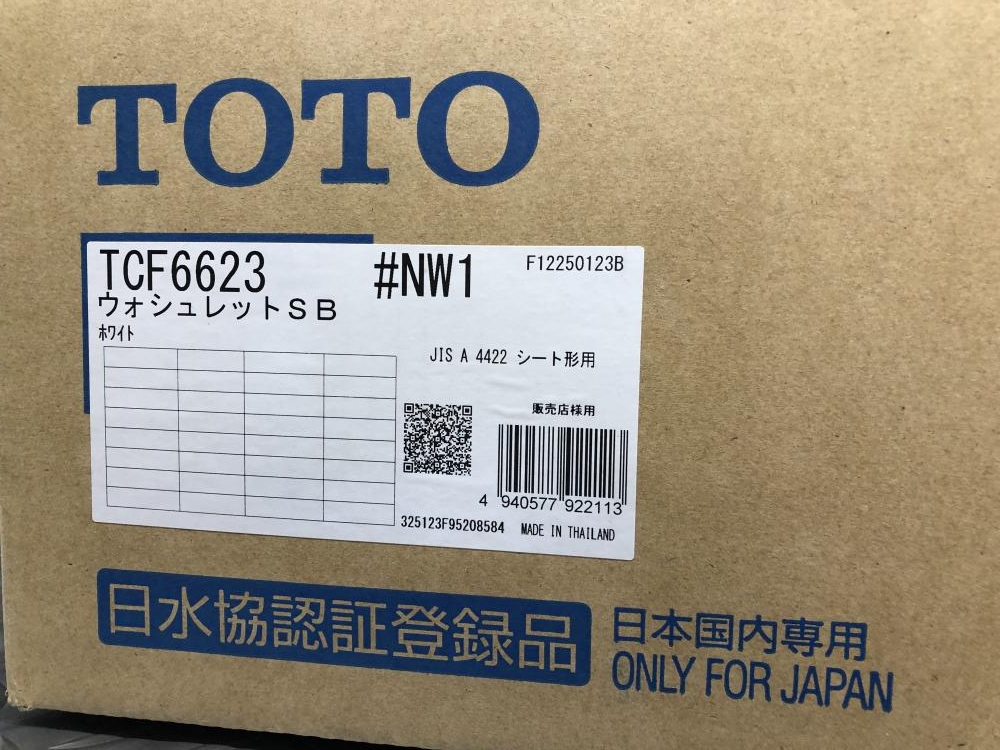 TOTO
TCF6623 #NW1 F12250123B
ウォシュレットSB
ﾎﾜｲﾄ
JIS A 4422 シート形用
販売店様用
4 940577 922113
325123F95208584 MADE IN THAILAND
日水協認証登録品
日本国内専用
ONLY FOR JAPAN